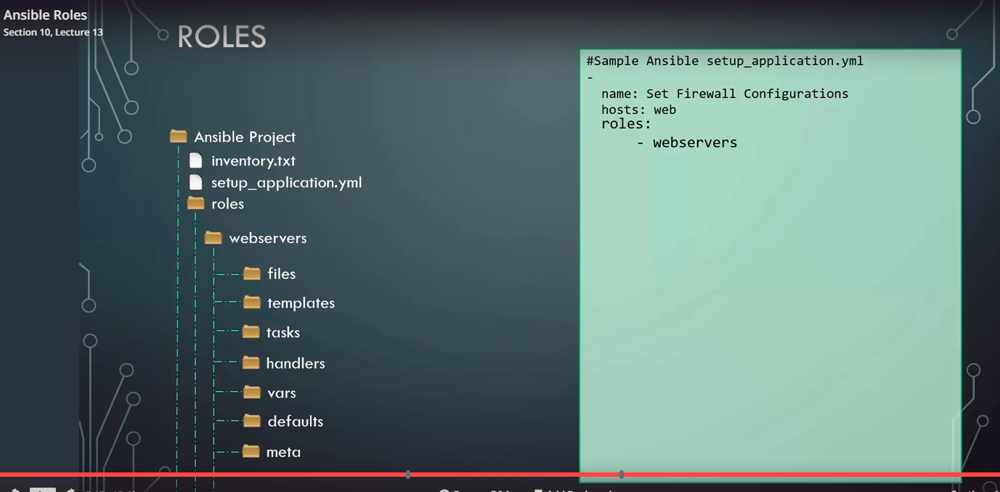 Ansible Roles
Section 10, Lecture 13
ROLES
Ansible Project
inventory.txt
setup_application.yml
roles
webservers
files
templates
tasks
handlers
vars
defaults
meta
#Sample Ansible setup_application.yml
-
name: Set Firewall Configurations
hosts: web
roles:
- webservers